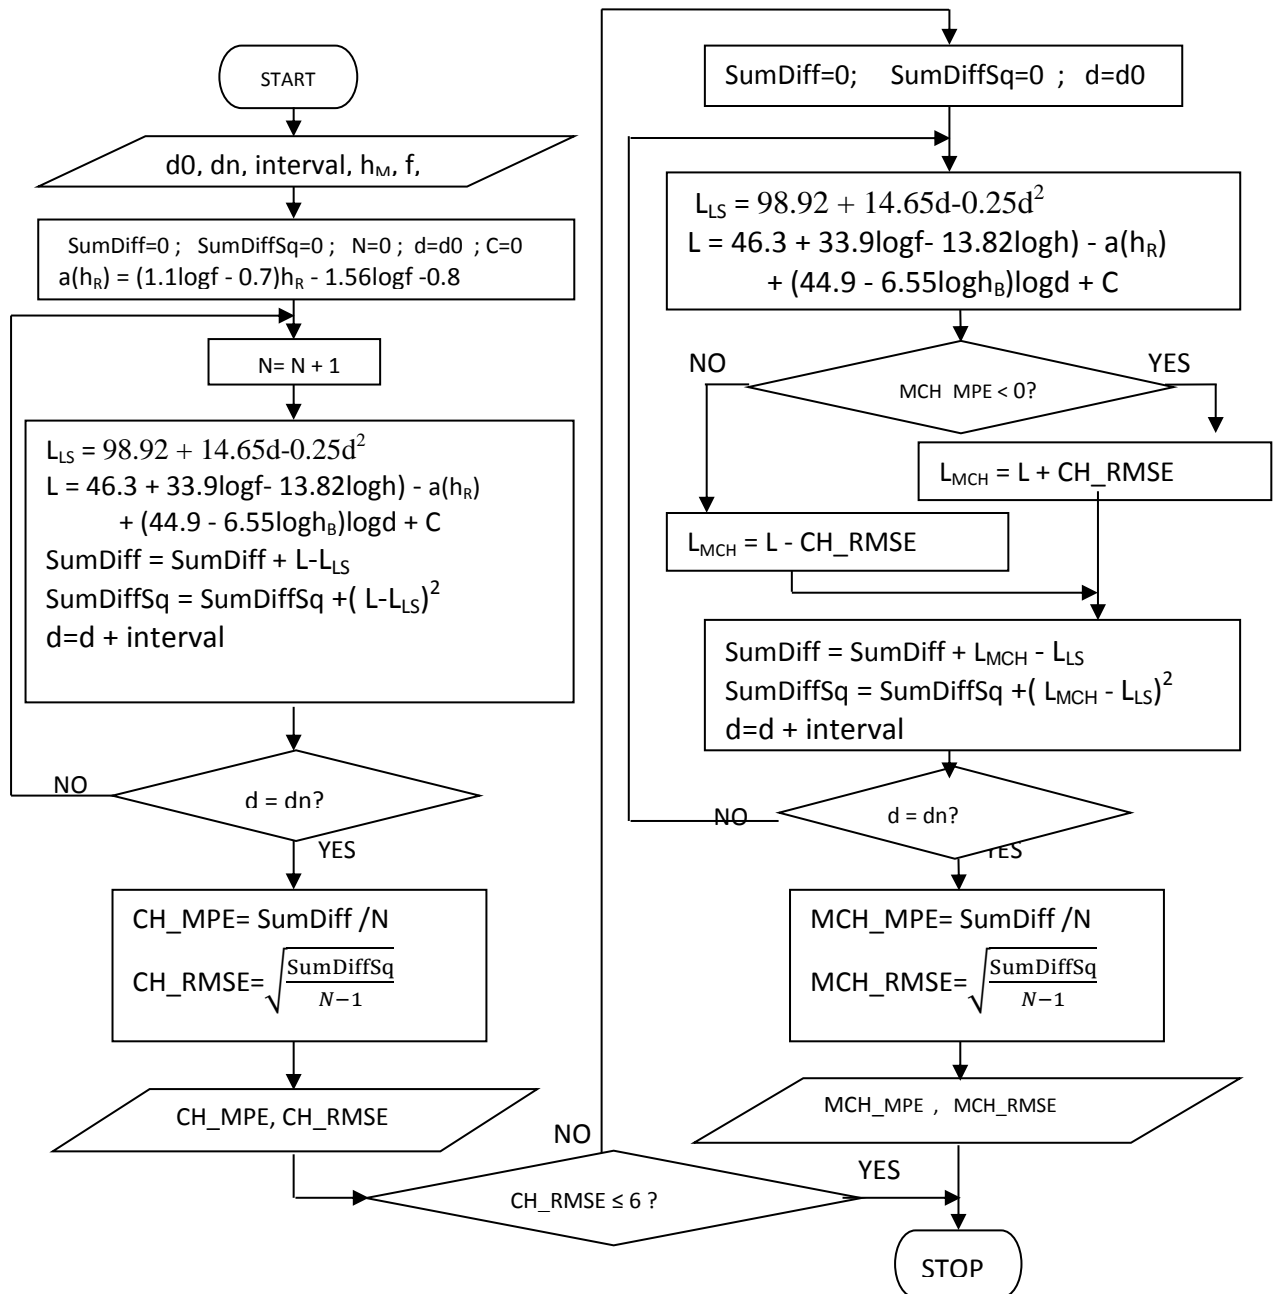 START
d0, dn, interval, hM, f,
SumDiff=0 ; SumDiffSq=0 ; N=0 ; d=d0 ; C=0
a(hR) = (1.1logf - 0.7)hR - 1.56logf -0.8
N= N + 1
LLS = 98.92 + 14.65d-0.25d²
L = 46.3 + 33.9logf- 13.82logh) - a(hR)
+ (44.9 - 6.55loghB)logd + C
SumDiff = SumDiff + L-LLS
SumDiffSq = SumDiffSq +( L-LLS)²
d=d + interval
NO
d = dn?
YES
CH_MPE= SumDiff /N
CH_RMSE=√(SumDiffSq/N−1)
CH_MPE, CH_RMSE
NO
CH_RMSE ≤ 6 ?
YES
SumDiff=0; SumDiffSq=0 ; d=d0
LLS = 98.92 + 14.65d-0.25d²
L = 46.3 + 33.9logf- 13.82logh) - a(hR)
+ (44.9 - 6.55loghB)logd + C
NO
YES
MCH_MPE < 0?
LMCH = L + CH_RMSE
LMCH = L - CH_RMSE
SumDiff = SumDiff + LMCH - LLS
SumDiffSq = SumDiffSq +( LMCH - LLS)²
d=d + interval
NO
d = dn?
YES
MCH_MPE= SumDiff /N
MCH_RMSE=√(SumDiffSq/N−1)
MCH_MPE , MCH_RMSE
STOP